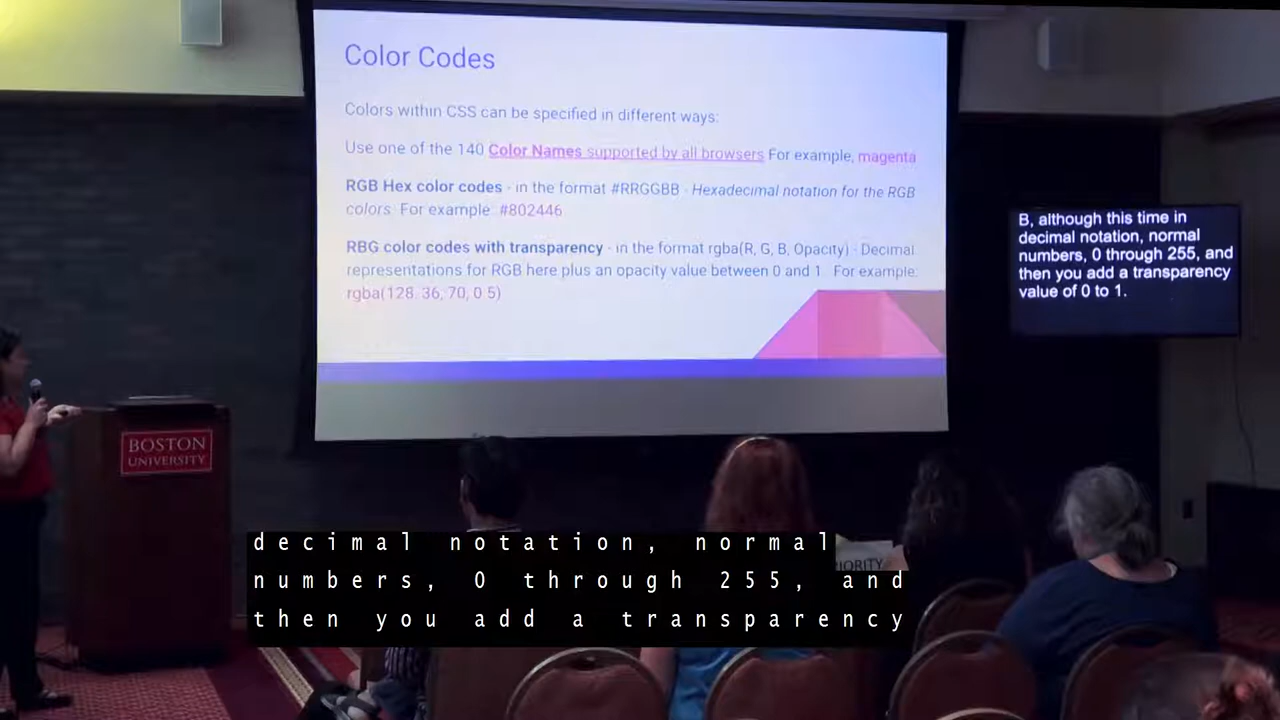 Color Codes
Colors within CSS can be specified in different ways:
Use one of the 140 Color Names supported by all browsers For example, magenta
RGB Hex color codes - in the format #RRGGBB - Hexadecimal notation for the RGB
colors. For example: #802446
RBG color codes with transparency - in the format rgba(R, G, B, Opacity) - Decimal
representations for RGB here plus an opacity value between 0 and 1. For example:
rgba(128, 36, 70, 0.5)
B, although this time in
decimal notation, normal
numbers, 0 through 255, and
then you add a transparency
value of 0 to 1.
BOSTON
UNIVERSITY
decimal notation, normal
numbers, 0 through 255, and
then you add a transparency